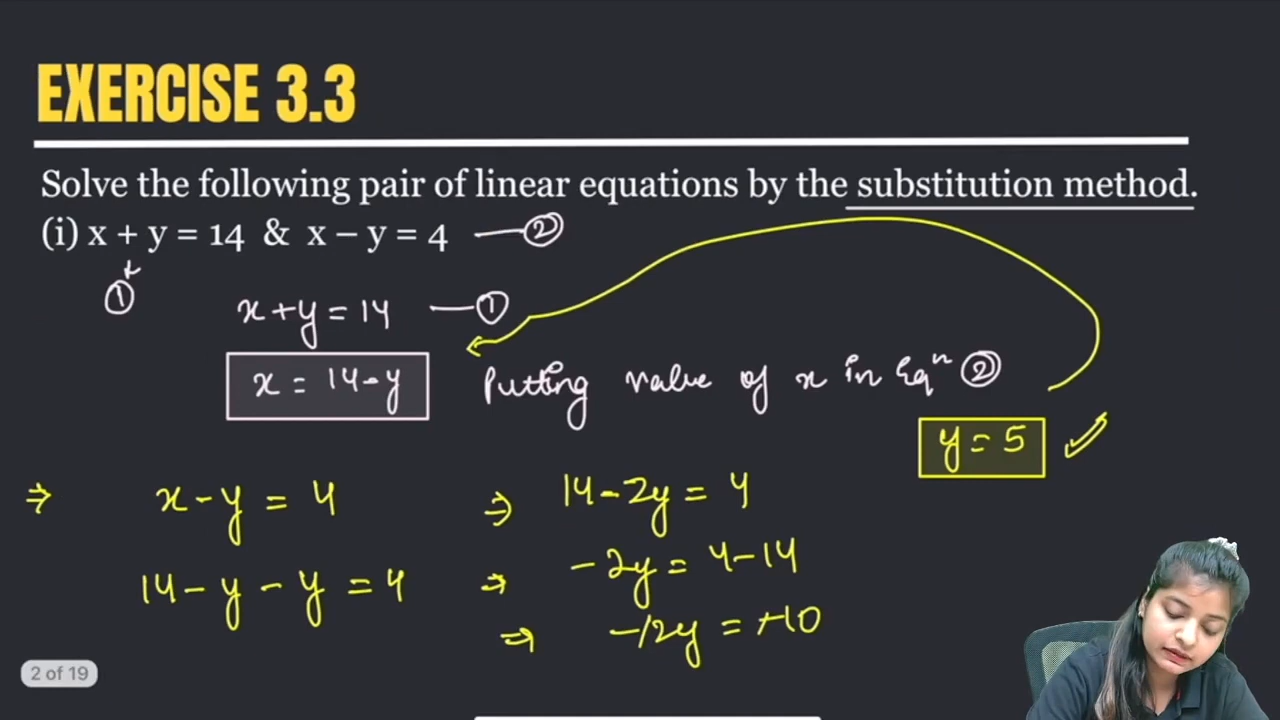 EXERCISE 3.3
Solve the following pair of linear equations by the substitution method.
(i) x + y = 14 & x – y = 4 — ②
①
x + y = 14 — ①
x = 14 - y
Putting value of x in Eqⁿ ②
y = 5 ✓
⇒ x - y = 4
14 - y - y = 4
⇒ 14 - 2y = 4
⇒ -2y = 4 - 14
⇒ -2y = -10
2 of 19